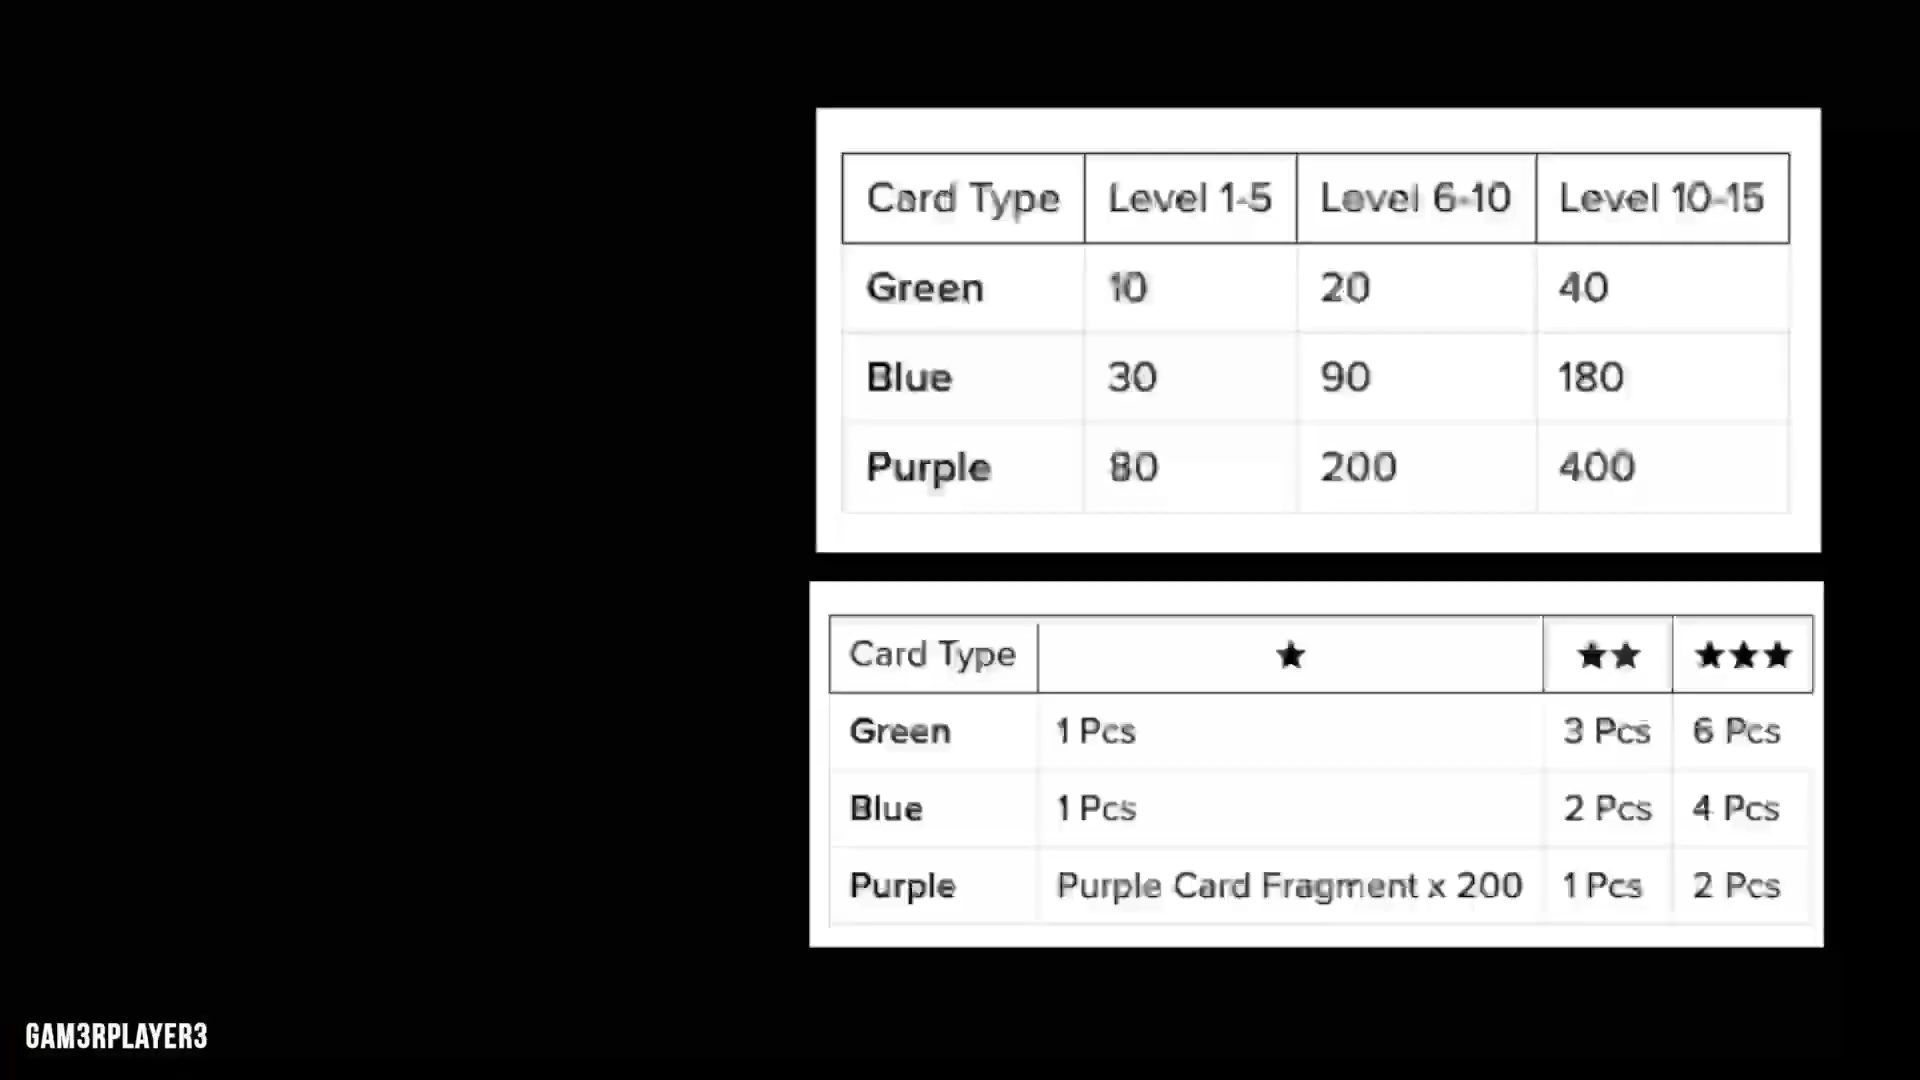 Card Type Level 1-5 Level 6-10 Level 10-15
Green 10 20 40
Blue 30 90 180
Purple 80 200 400
Card Type ★ ★★ ★★★
Green 1 Pcs 3 Pcs 6 Pcs
Blue 1 Pcs 2 Pcs 4 Pcs
Purple Purple Card Fragment x 200 1 Pcs 2 Pcs
GAM3RPLAYER3